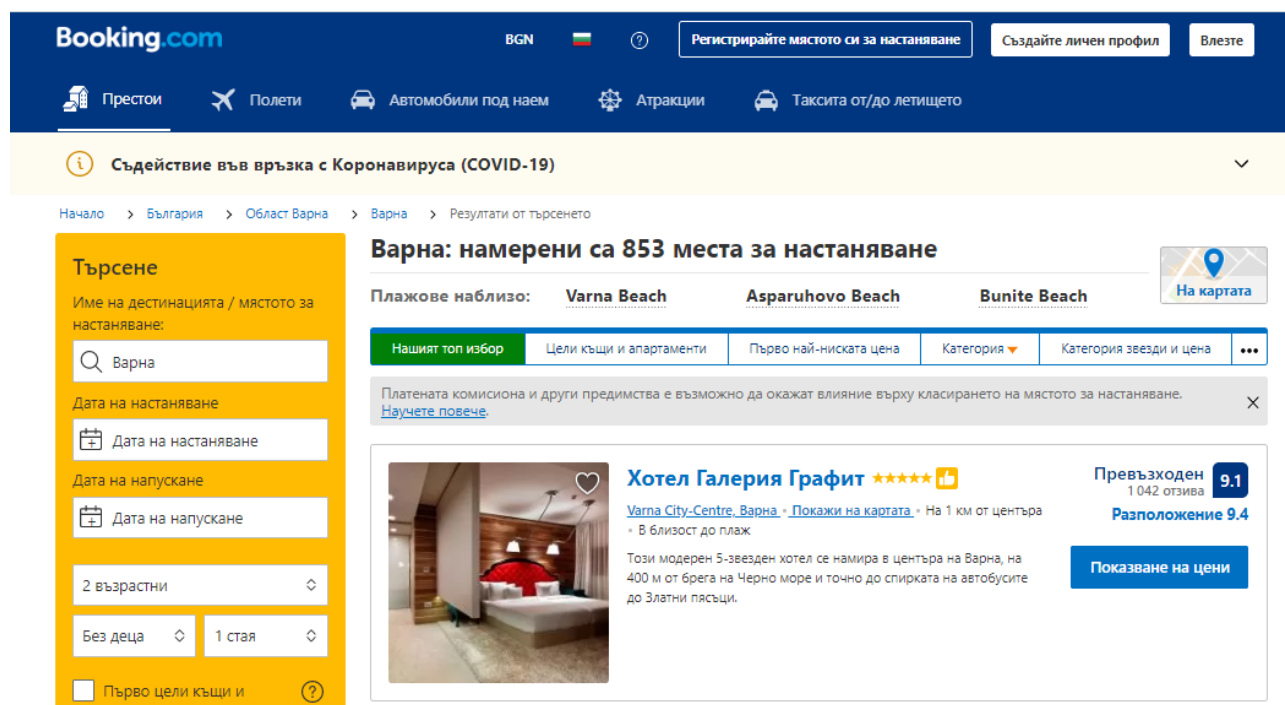 Booking.com
BGN
Регистрирайте мястото си за настаняване
Създайте личен профил
Влезте
Престои
Полети
Автомобили под наем
Атракции
Таксита от/до летището
Съдействие във връзка с Коронавируса (COVID-19)
Начало > България > Област Варна > Варна > Резултати от търсенето
Търсене
Име на дестинацията / мястото за
настаняване:
Варна
Дата на настаняване
Дата на настаняване
Дата на напускане
Дата на напускане
2 възрастни
Без деца
1 стая
Първо цели къщи и
Варна: намерени са 853 места за настаняване
На картата
Плажове наблизо: Varna Beach Asparuhovo Beach Bunite Beach
Нашият топ избор
Цели къщи и апартаменти
Първо най-ниската цена
Категория
Категория звезди и цена
Платената комисиона и други предимства е възможно да окажат влияние върху класирането на мястото за настаняване.
Научете повече.
Хотел Галерия Графит
Varna City-Centre, Варна - Покажи на картата - На 1 км от центъра
- В близост до плаж
Този модерен 5-звезден хотел се намира в центъра на Варна, на
400 м от брега на Черно море и точно до спирката на автобусите
до Златни пясъци.
Превъзходен 9.1
1 042 отзива
Разположение 9.4
Показване на цени